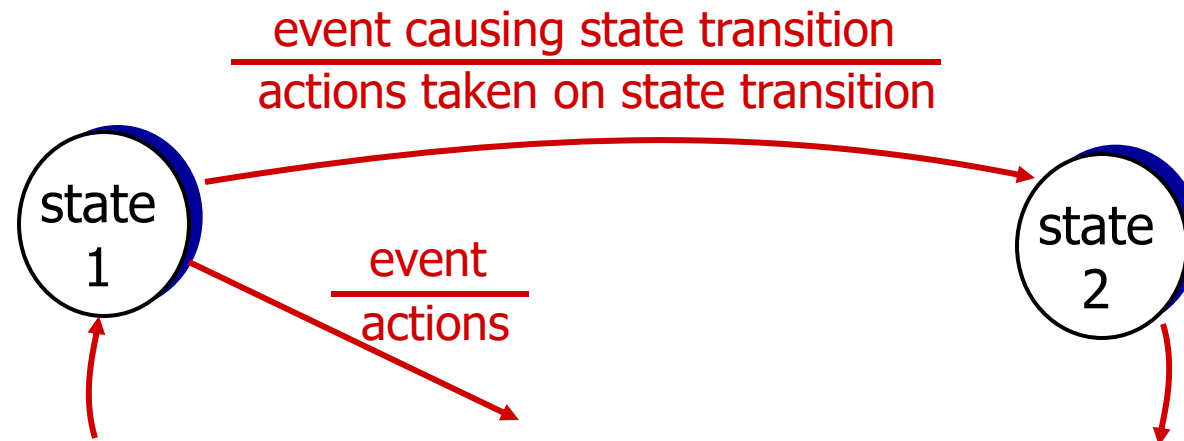 event causing state transition
actions taken on state transition
state
1
state
2
event
actions